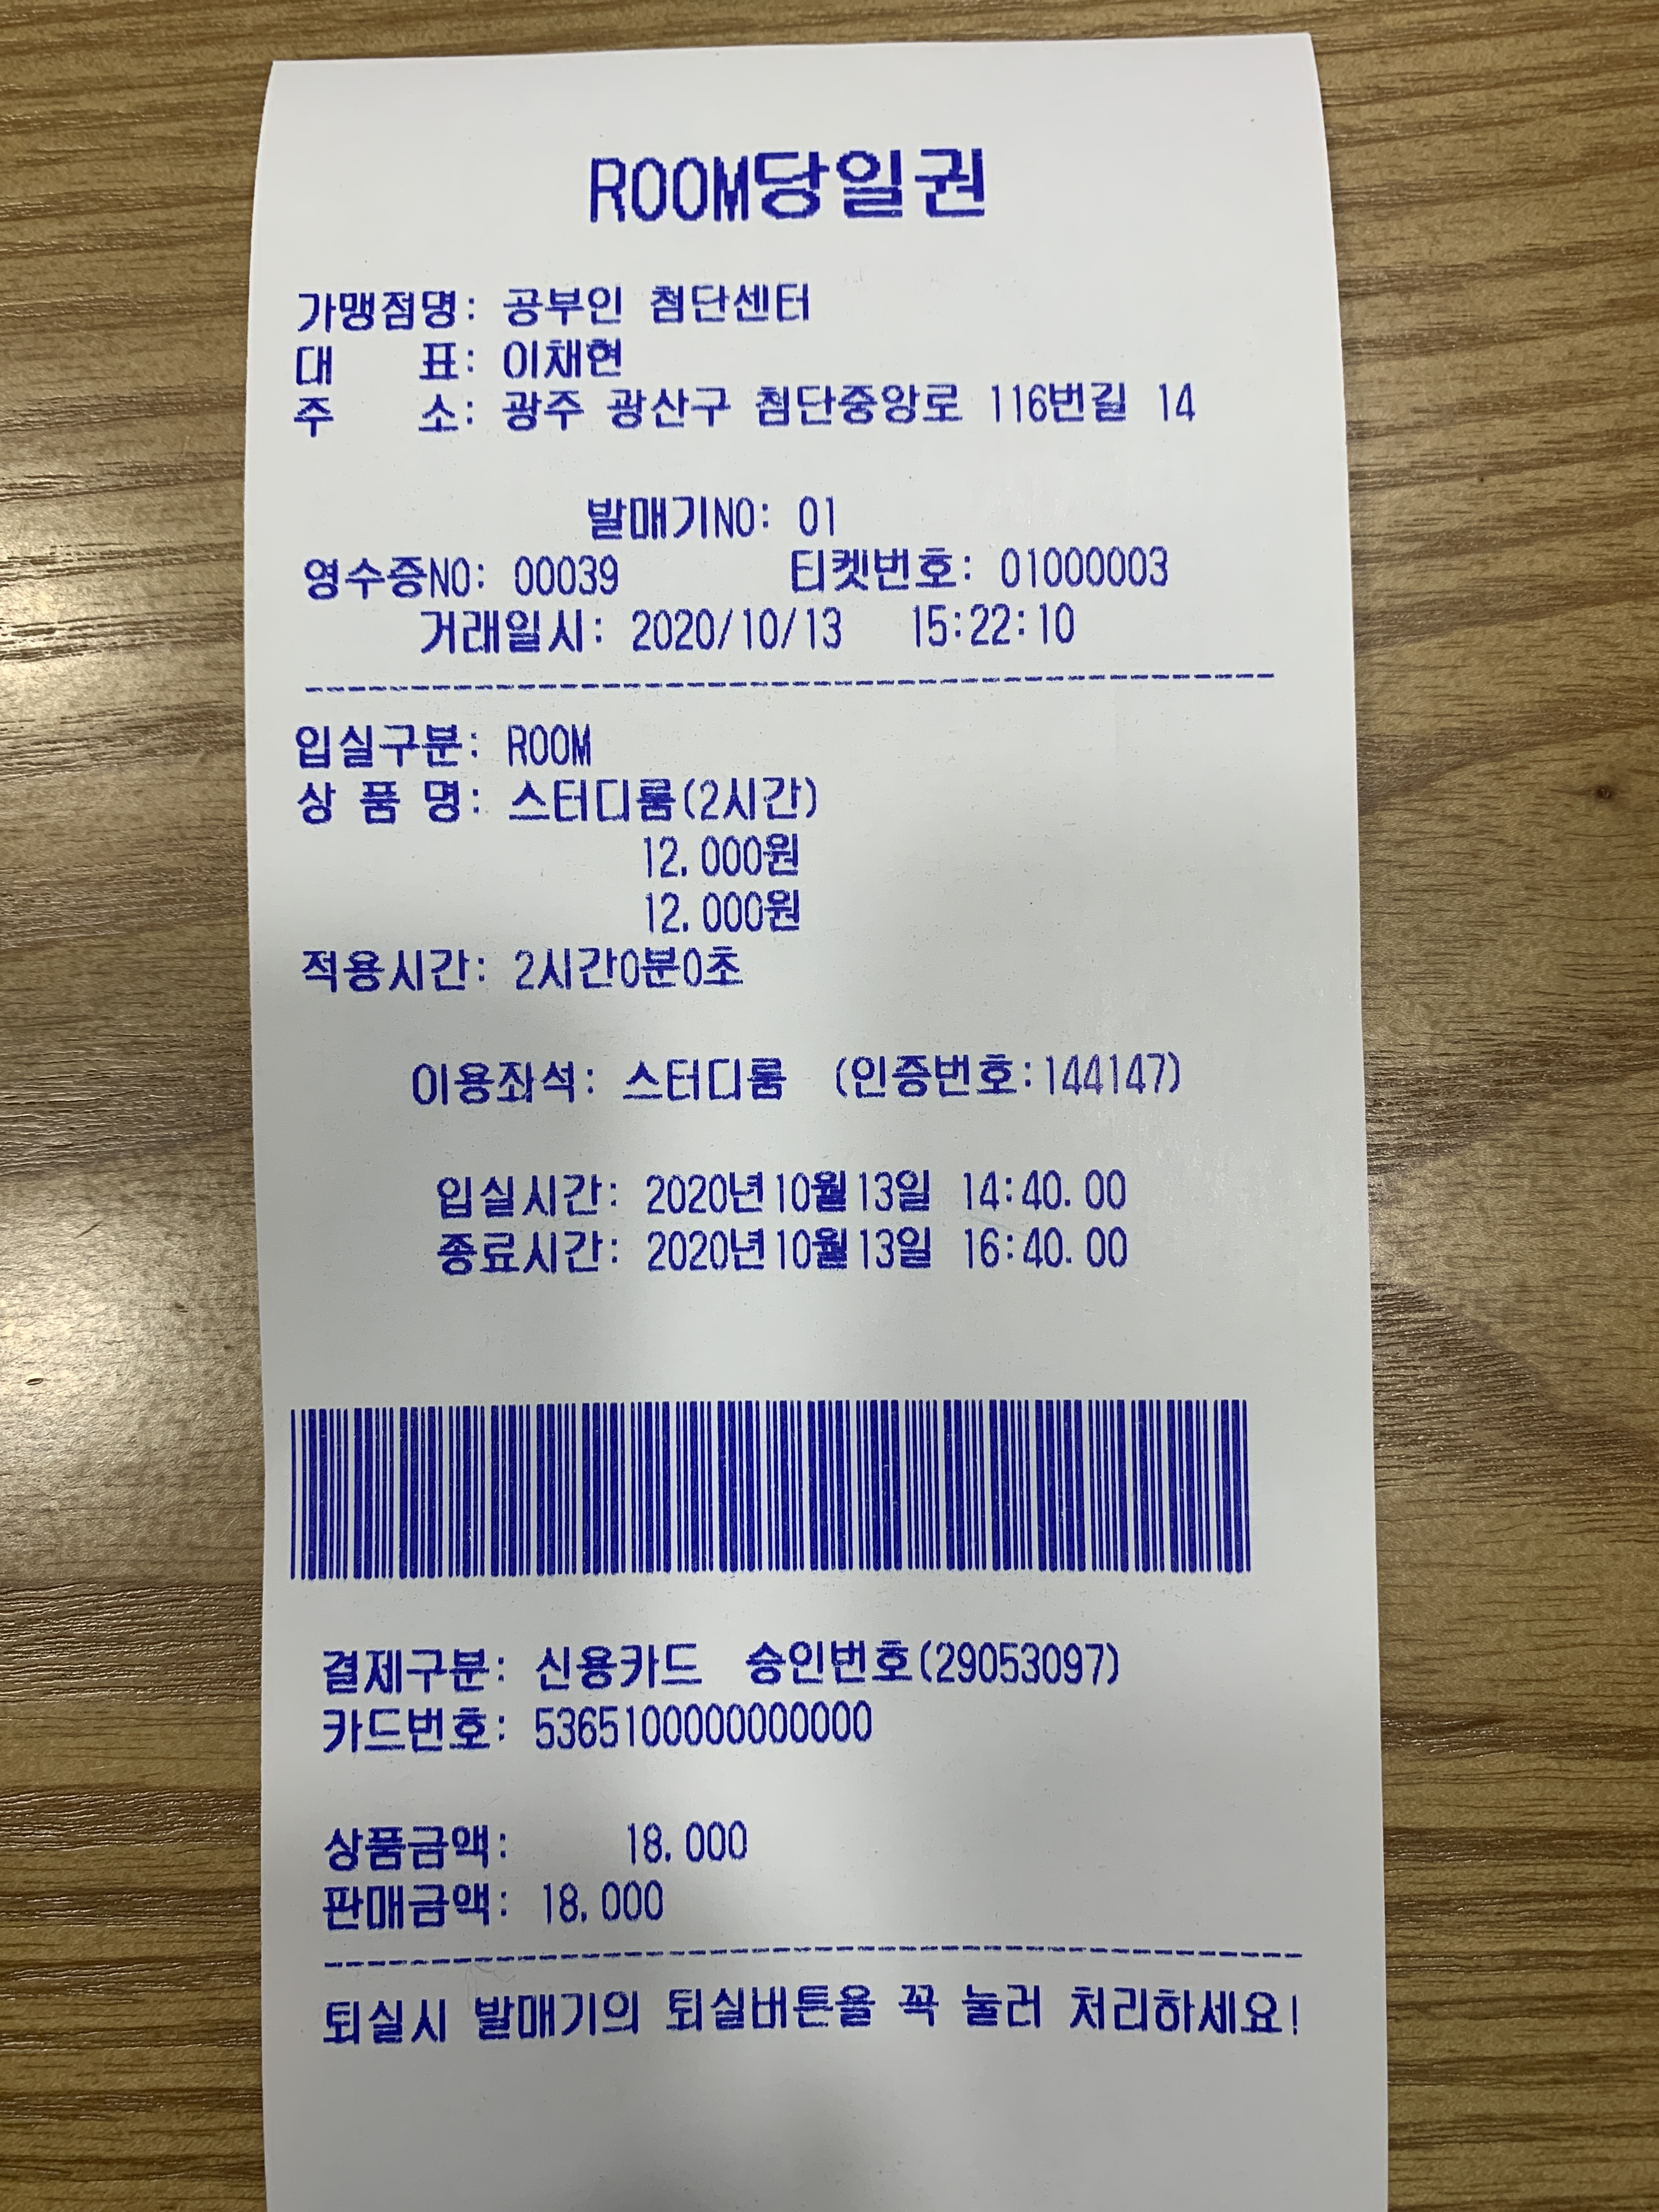 ROOM당일권
가맹점명: 공부인 첨단센터
대 표: 이채현
주 소: 광주 광산구 첨단중앙로 116번길 14
발매기NO: 01
영수증NO: 00039 티켓번호: 01000003
거래일시: 2020/10/13 15:22:10
입실구분: ROOM
상 품 명: 스터디룸(2시간)
12,000원
12,000원
적용시간: 2시간0분0초
이용좌석: 스터디룸 (인증번호:144147)
입실시간: 2020년10월13일 14:40.00
종료시간: 2020년10월13일 16:40.00
결제구분: 신용카드 승인번호(29053097)
카드번호: 5365100000000000
상품금액: 18,000
판매금액: 18,000
퇴실시 발매기의 퇴실버튼을 꼭 눌러 처리하세요!